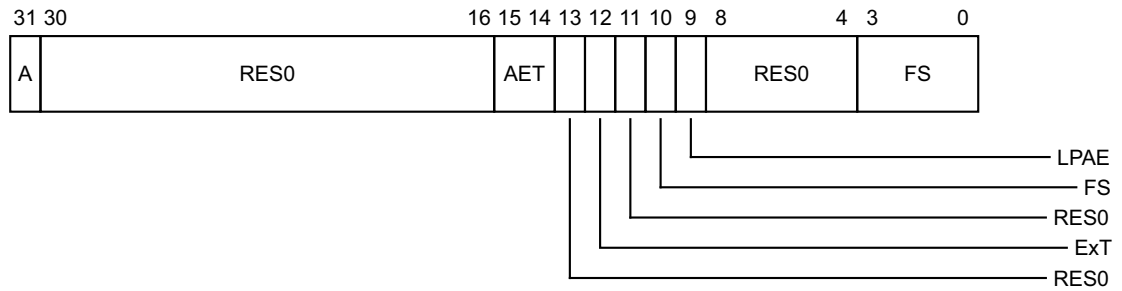 31 30 16 15 14 13 12 11 10 9 8 4 3 0
A RES0 AET RES0 FS
LPAE
FS
RES0
ExT
RES0